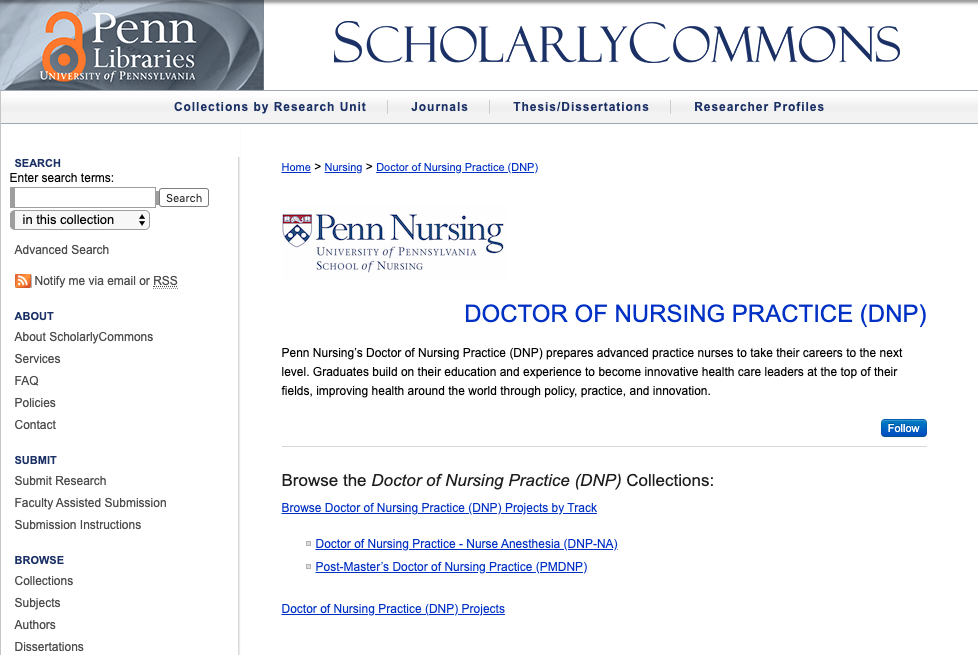 Penn
Libraries
UNIVERSITY of PENNSYLVANIA
SCHOLARLYCOMMONS
Collections by Research Unit
Journals
Thesis/Dissertations
Researcher Profiles
SEARCH
Enter search terms:
Search
in this collection
Advanced Search
Notify me via email or RSS
ABOUT
About ScholarlyCommons
Services
FAQ
Policies
Contact
SUBMIT
Submit Research
Faculty Assisted Submission
Submission Instructions
BROWSE
Collections
Subjects
Authors
Dissertations
Home > Nursing > Doctor of Nursing Practice (DNP)
Penn Nursing
UNIVERSITY of PENNSYLVANIA
SCHOOL of NURSING
DOCTOR OF NURSING PRACTICE (DNP)
Penn Nursing’s Doctor of Nursing Practice (DNP) prepares advanced practice nurses to take their careers to the next
level. Graduates build on their education and experience to become innovative health care leaders at the top of their
fields, improving health around the world through policy, practice, and innovation.
Follow
Browse the Doctor of Nursing Practice (DNP) Collections:
Browse Doctor of Nursing Practice (DNP) Projects by Track
Doctor of Nursing Practice - Nurse Anesthesia (DNP-NA)
Post-Master’s Doctor of Nursing Practice (PMDNP)
Doctor of Nursing Practice (DNP) Projects